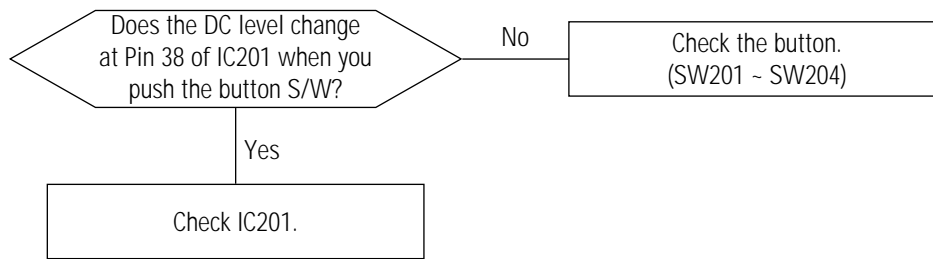 Does the DC level change
at Pin 38 of IC201 when you
push the button S/W?
No
Check the button.
(SW201 ~ SW204)
Yes
Check IC201.